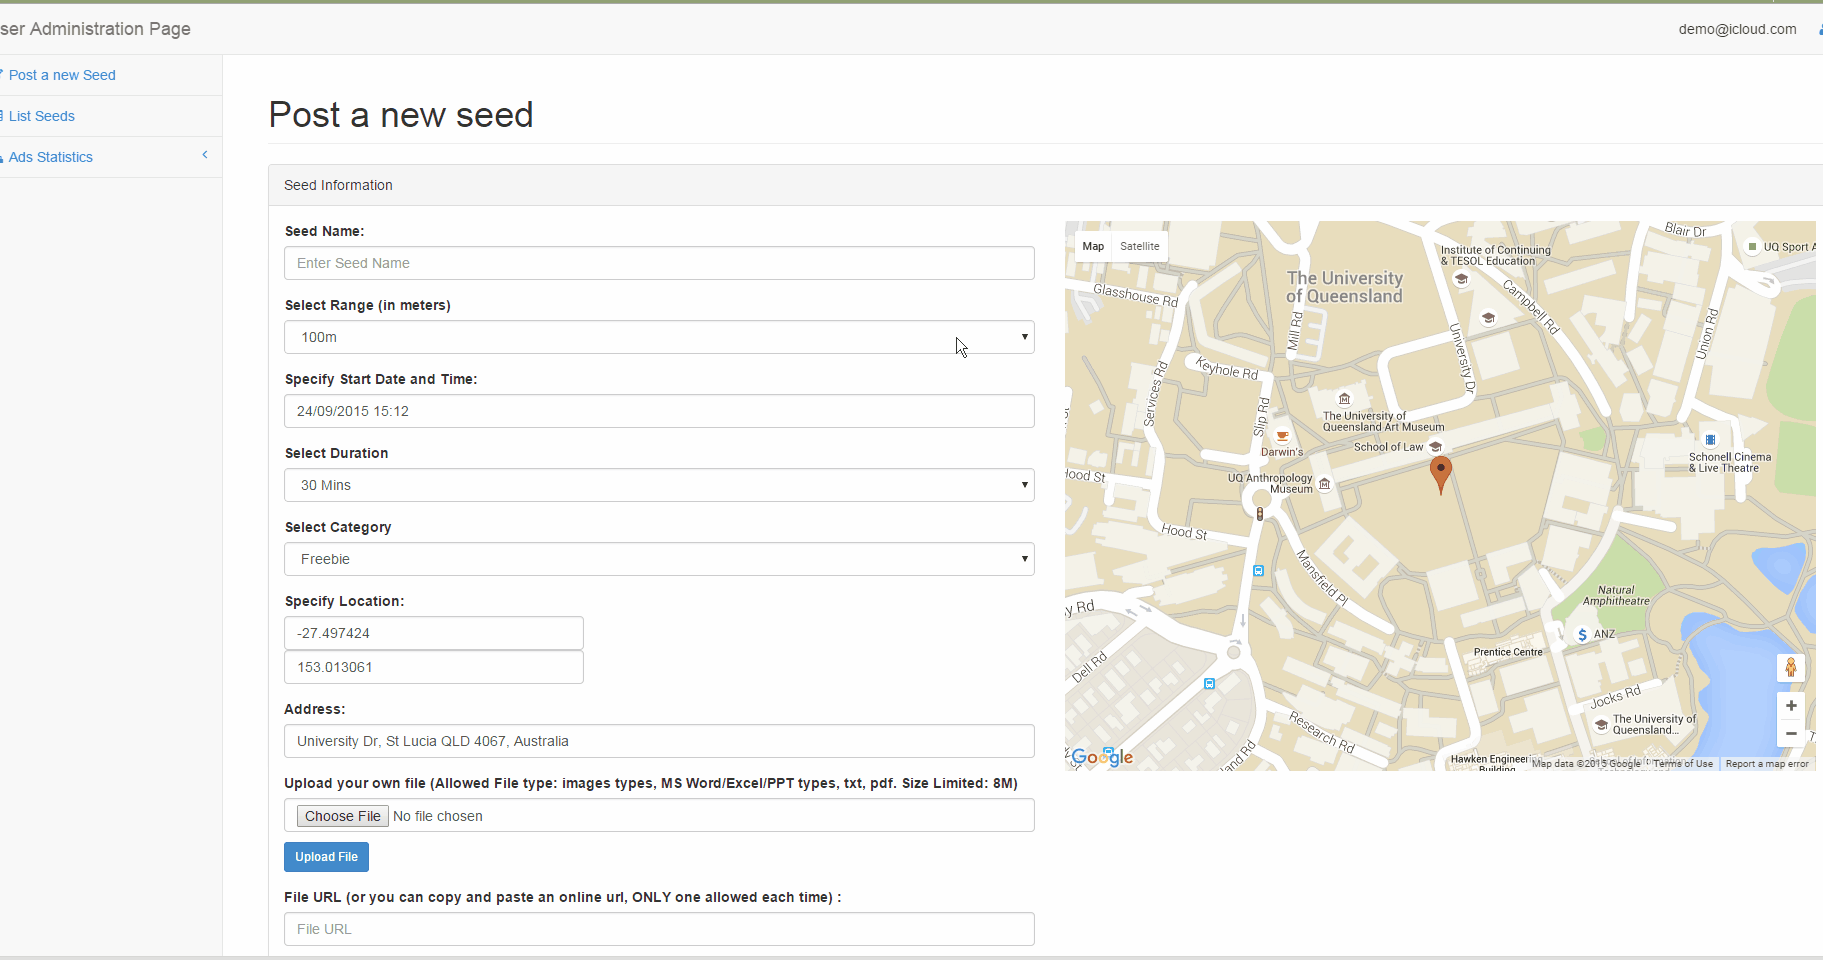 ser Administration Page
demo@icloud.com
Post a new Seed
List Seeds
Ads Statistics
Post a new seed
Seed Information
Seed Name:
Enter Seed Name
Select Range (in meters)
100m
Specify Start Date and Time:
24/09/2015 15:12
Select Duration
30 Mins
Select Category
Freebie
Specify Location:
-27.497424
153.013061
Address:
University Dr, St Lucia QLD 4067, Australia
Upload your own file (Allowed File type: images types, MS Word/Excel/PPT types, txt, pdf. Size Limited: 8M)
Choose File No file chosen
Upload File
File URL (or you can copy and paste an online url, ONLY one allowed each time) :
File URL
Map Satellite
Blair Dr
UQ Sport A
Institute of Continuing
& TESOL Education
The University
of Queensland
Glasshouse Rd
Campbell Rd
Mill Rd
Union Rd
University Dr
Keyhole Rd
Services Rd
Slip Rd
The University of
Queensland Art Museum
School of Law
Darwin's
Schonell Cinema
& Live Theatre
Hood St
UQ Anthropology
Museum
Hood St
Mansfield Pl
Natural
Amphitheatre
y Rd
$ ANZ
Prentice Centre
Dell Rd
Jocks Rd
The University of
Queensland...
Research Rd
and Rd
Google
Hawken Engineeri
Building
Map data ©2015 Google
Terms of Use
Report a map error